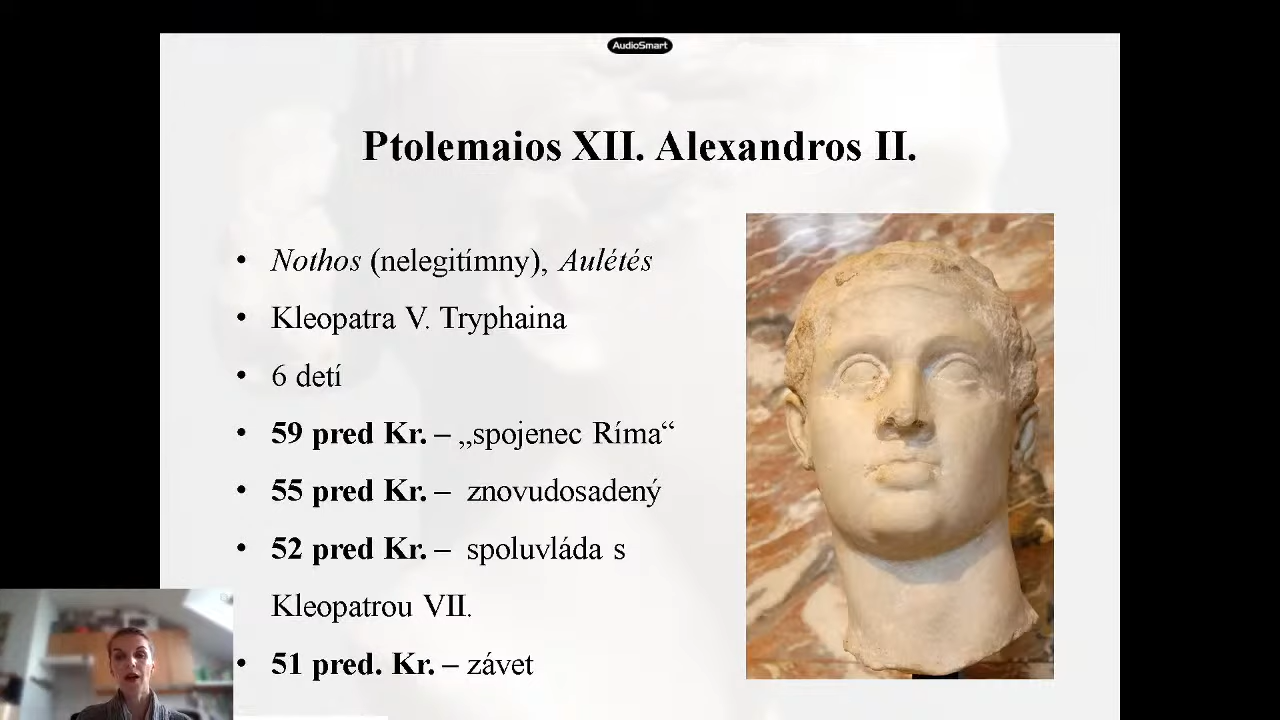 AudioSmart
Ptolemaios XII. Alexandros II.
• Nothos (nelegitímny), Aulétés
• Kleopatra V. Tryphaina
• 6 detí
• 59 pred Kr. – „spojenec Ríma“
• 55 pred Kr. – znovudosadený
• 52 pred Kr. – spoluvláda s
Kleopatrou VII.
• 51 pred. Kr. – závet